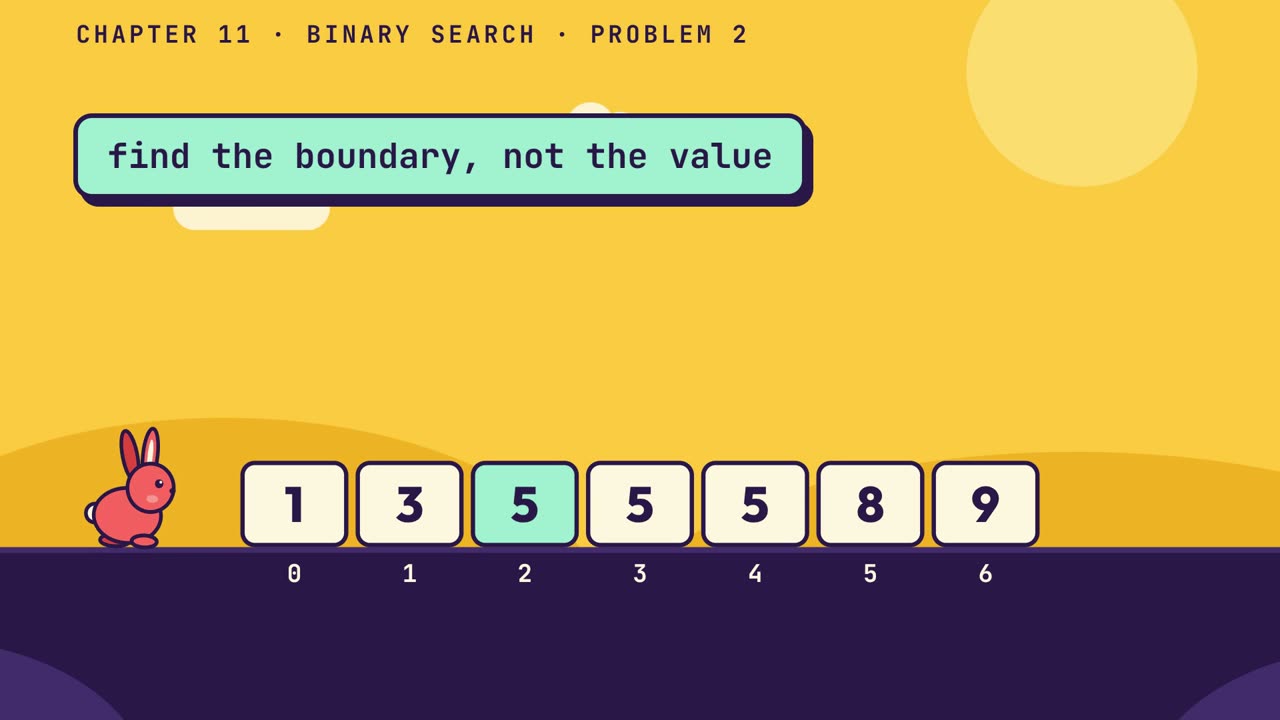 CHAPTER 11 · BINARY SEARCH · PROBLEM 2
find the boundary, not the value
1 3 5 5 5 8 9
0 1 2 3 4 5 6